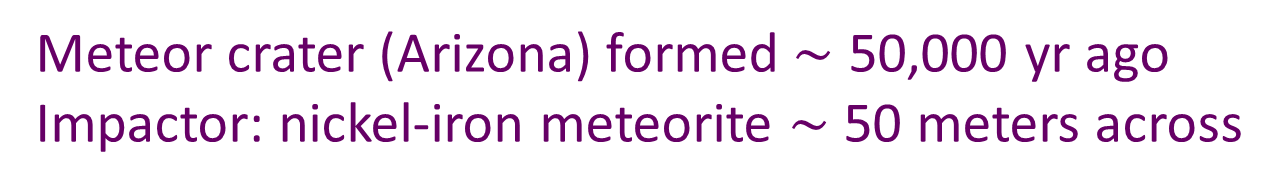 Meteor crater (Arizona) formed ~ 50,000 yr ago
Impactor: nickel-iron meteorite ~ 50 meters across